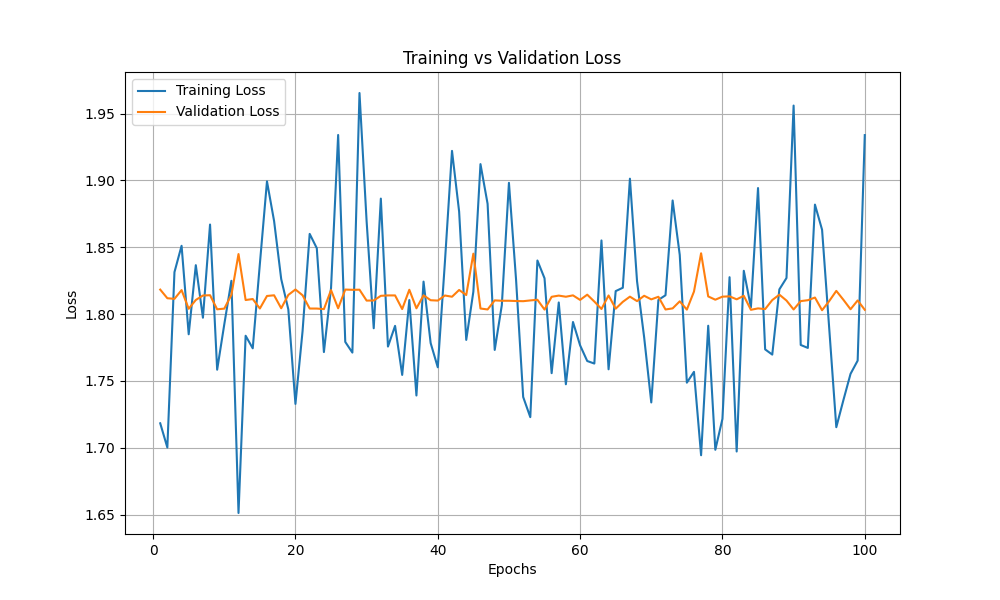 Training vs Validation Loss
Training Loss
Validation Loss
1.95
1.90
1.85
1.80
1.75
1.70
1.65
Loss
0 20 40 60 80 100
Epochs